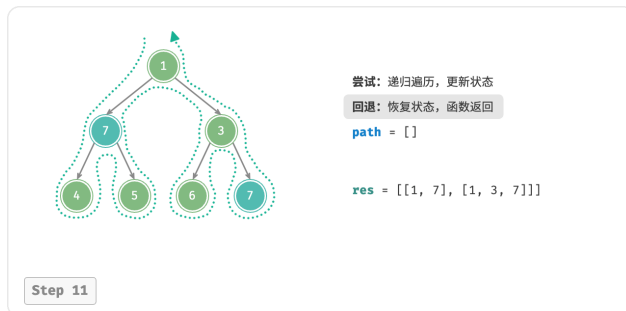 1
尝试：递归遍历，更新状态
回退：恢复状态，函数返回
7
3
path = []
4
5
6
7
res = [[1, 7], [1, 3, 7]]]
Step 11